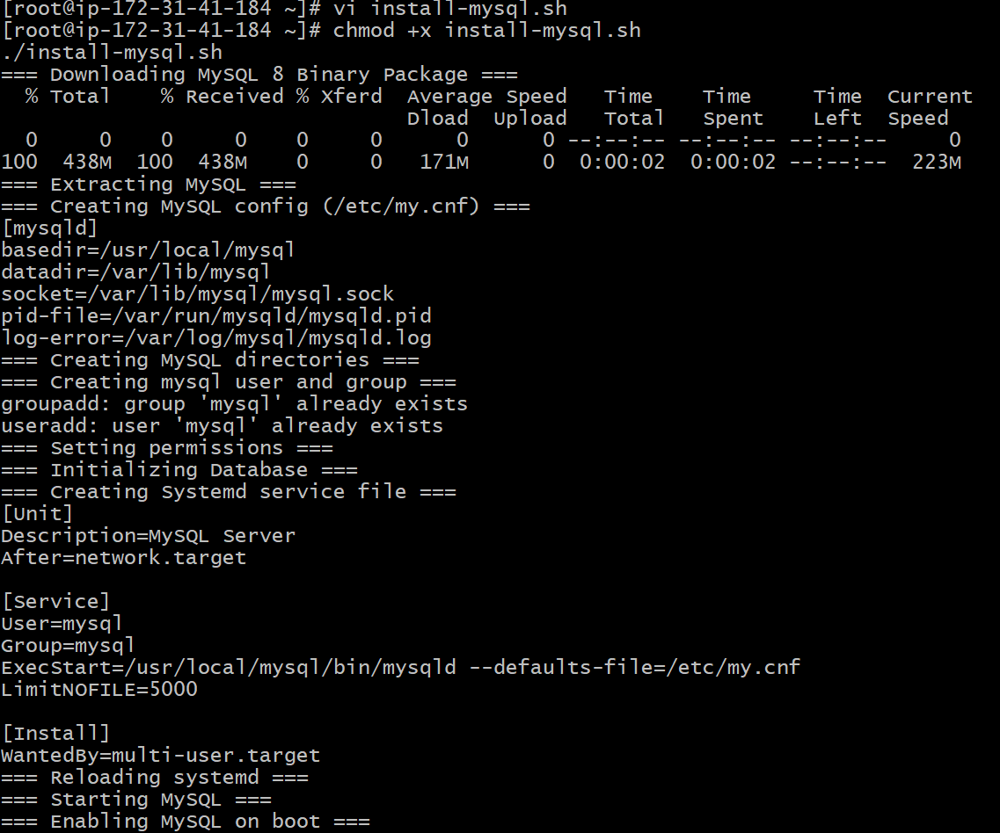 [root@ip-172-31-41-184 ~]# vi install-mysql.sh
[root@ip-172-31-41-184 ~]# chmod +x install-mysql.sh
./install-mysql.sh
=== Downloading MySQL 8 Binary Package ===
  % Total    % Received % Xferd  Average Speed   Time    Time     Time  Current
                                 Dload  Upload   Total   Spent    Left  Speed
  0     0    0     0    0     0      0      0 --:--:-- --:--:-- --:--:--     0
100  438M  100  438M    0     0   171M      0  0:00:02  0:00:02 --:--:--  223M
=== Extracting MySQL ===
=== Creating MySQL config (/etc/my.cnf) ===
[mysqld]
basedir=/usr/local/mysql
datadir=/var/lib/mysql
socket=/var/lib/mysql/mysql.sock
pid-file=/var/run/mysqld/mysqld.pid
log-error=/var/log/mysql/mysqld.log
=== Creating MySQL directories ===
=== Creating mysql user and group ===
groupadd: group 'mysql' already exists
useradd: user 'mysql' already exists
=== Setting permissions ===
=== Initializing Database ===
=== Creating Systemd service file ===
[Unit]
Description=MySQL Server
After=network.target

[Service]
User=mysql
Group=mysql
ExecStart=/usr/local/mysql/bin/mysqld --defaults-file=/etc/my.cnf
LimitNOFILE=5000

[Install]
WantedBy=multi-user.target
=== Reloading systemd ===
=== Starting MySQL ===
=== Enabling MySQL on boot ===